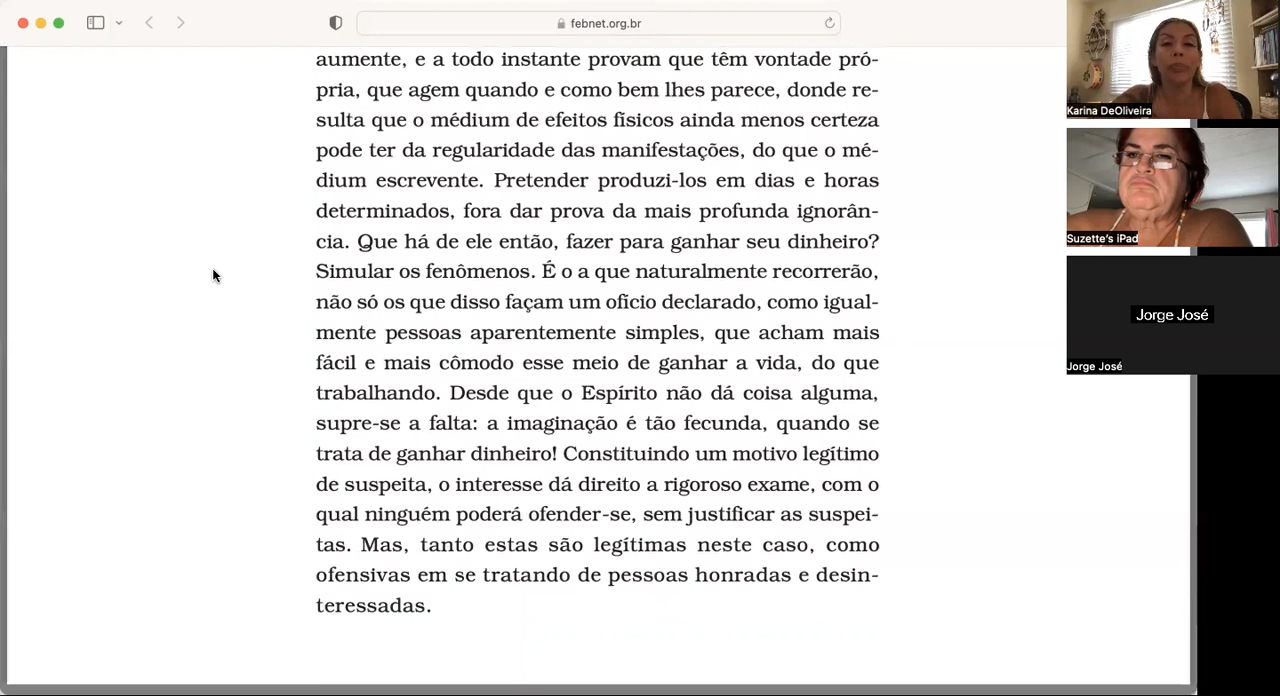 febnet.org.br
aumente, e a todo instante provam que têm vontade pró-
pria, que agem quando e como bem lhes parece, donde re-
sulta que o médium de efeitos físicos ainda menos certeza
pode ter da regularidade das manifestações, do que o mé-
dium escrevente. Pretender produzi-los em dias e horas
determinados, fora dar prova da mais profunda ignorân-
cia. Que há de ele então, fazer para ganhar seu dinheiro?
Simular os fenômenos. É o a que naturalmente recorrerão,
não só os que disso façam um ofício declarado, como igual-
mente pessoas aparentemente simples, que acham mais
fácil e mais cômodo esse meio de ganhar a vida, do que
trabalhando. Desde que o Espírito não dá coisa alguma,
supre-se a falta: a imaginação é tão fecunda, quando se
trata de ganhar dinheiro! Constituindo um motivo legítimo
de suspeita, o interesse dá direito a rigoroso exame, com o
qual ninguém poderá ofender-se, sem justificar as suspei-
tas. Mas, tanto estas são legítimas neste caso, como
ofensivas em se tratando de pessoas honradas e desin-
teressadas.
Karina DeOliveira
Suzette's iPad
Jorge José
Jorge José